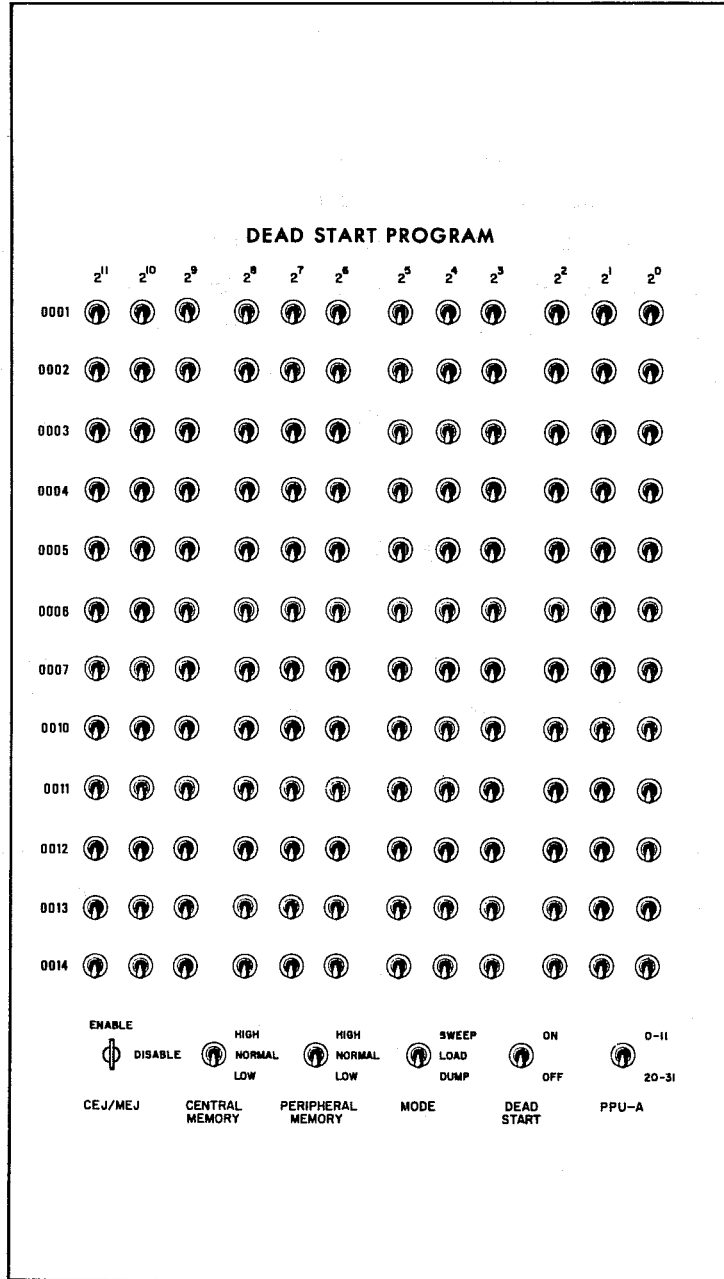 DEAD START PROGRAM
2¹¹ 2¹⁰ 2⁹ 2⁸ 2⁷ 2⁶ 2⁵ 2⁴ 2³ 2² 2¹ 2⁰
0001
0002
0003
0004
0005
0006
0007
0010
0011
0012
0013
0014
ENABLE
DISABLE
CEJ/MEJ
HIGH
NORMAL
LOW
CENTRAL
MEMORY
HIGH
NORMAL
LOW
PERIPHERAL
MEMORY
SWEEP
LOAD
DUMP
MODE
ON
OFF
DEAD
START
0-11
20-31
PPU-A